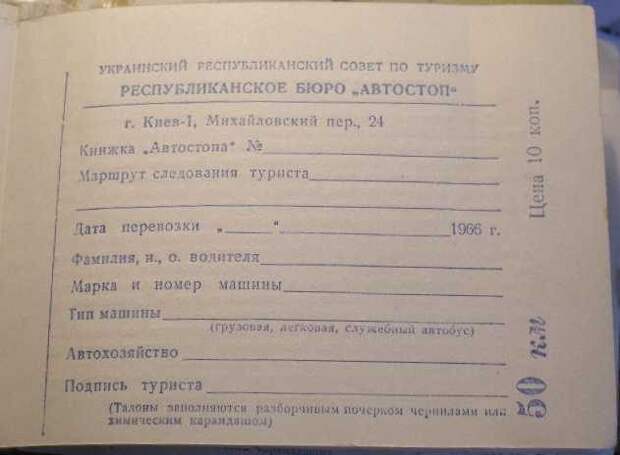 УКРАИНСКИЙ РЕСПУБЛИКАНСКИЙ СОВЕТ ПО ТУРИЗМУ
РЕСПУБЛИКАНСКОЕ БЮРО „АВТОСТОП“
г. Киев-1, Михайловский пер., 24
Книжка „Автостопа“ №
Маршрут следования туриста
Дата перевозки „ “ 1966 г.
Фамилия, и., о. водителя
Марка и номер машины
Тип машины
(грузовая, легковая, служебный автобус)
Автохозяйство
Подпись туриста
(Талоны заполняются разборчивым почерком чернилами или
химическим карандашом)
Цена 10 коп.
50 км